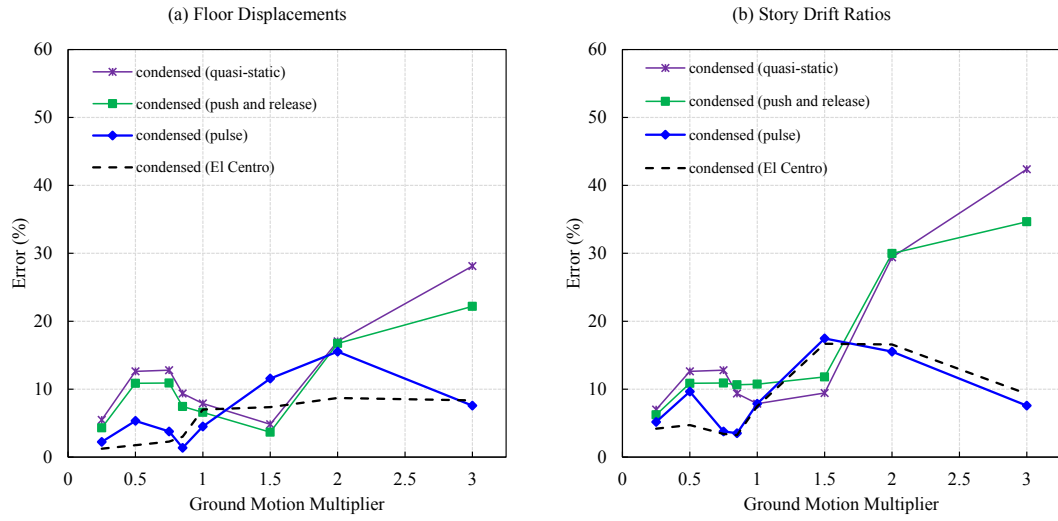 (a) Floor Displacements
60
50
40
30
20
10
0
Error (%)
condensed (quasi-static)
condensed (push and release)
condensed (pulse)
condensed (El Centro)
0 0.5 1 1.5 2 2.5 3
Ground Motion Multiplier
(b) Story Drift Ratios
60
50
40
30
20
10
0
Error (%)
condensed (quasi-static)
condensed (push and release)
condensed (pulse)
condensed (El Centro)
0 0.5 1 1.5 2 2.5 3
Ground Motion Multiplier